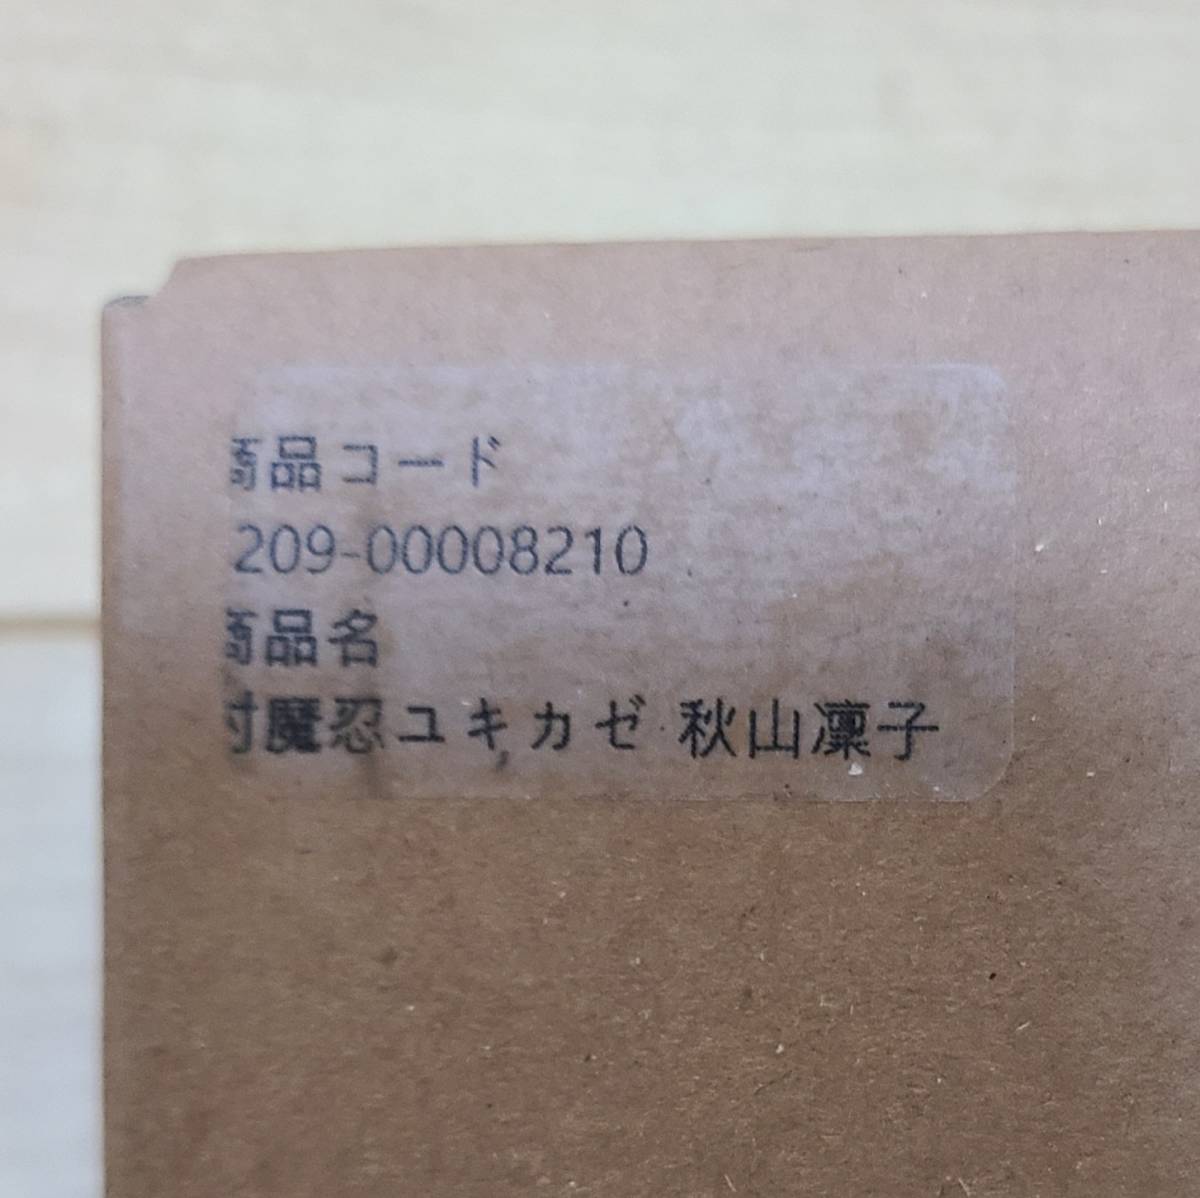 商品コード
209-00008210
商品名
対魔忍ユキカゼ 秋山凜子